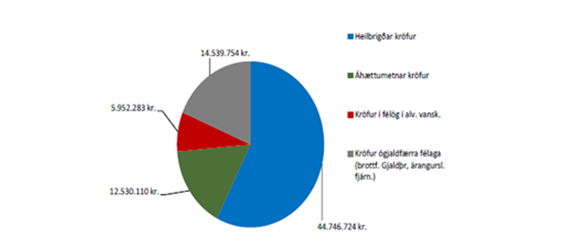 14.539.754 kr.
5.952.283 kr.
12.530.110 kr.
44.746.724 kr.
Heilbrigðar kröfur
Áhættumetnar kröfur
Kröfur í félög í alv. vansk.
Kröfur ógjaldfærra félaga
(brottf. Gjaldþr, árangursl.
fjárn.)